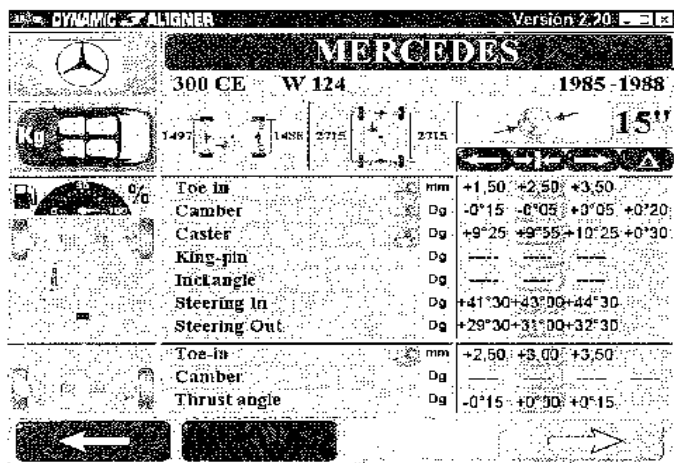 DYNAMIC ALIGNER Version 2.20
MERCEDES
300 CE W 124 1985-1988
Kg 1497 1488 2715 2715 15"
%
Toe in mm +1,50 +2,50 +3,50
Camber Dg -0°15 -0°05 +0°05 +0°20
Caster Dg +9°25 +9°55 +10°25 +0°30
King-pin Dg ----- -----
Incl.angle Dg ----- -----
Steering In Dg +41°30 +43°00 +44°30
Steering Out Dg +29°30 +31°00 +32°30
Toe-in mm +2,50 +3,00 +3,50
Camber Dg ---- ---- ----
Thrust angle Dg -0°15 +0°00 +0°15